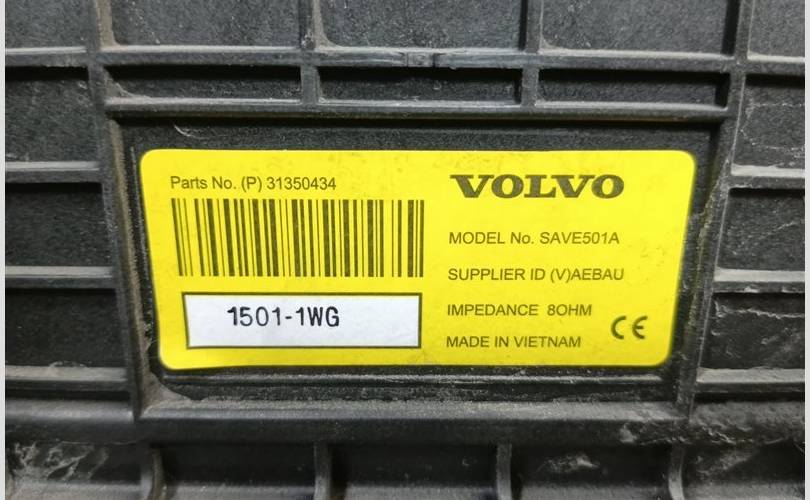 Parts No. (P) 31350434
1501-1WG
VOLVO
MODEL No. SAVE501A
SUPPLIER ID (V)AEBAU
IMPEDANCE 8OHM
MADE IN VIETNAM
CE